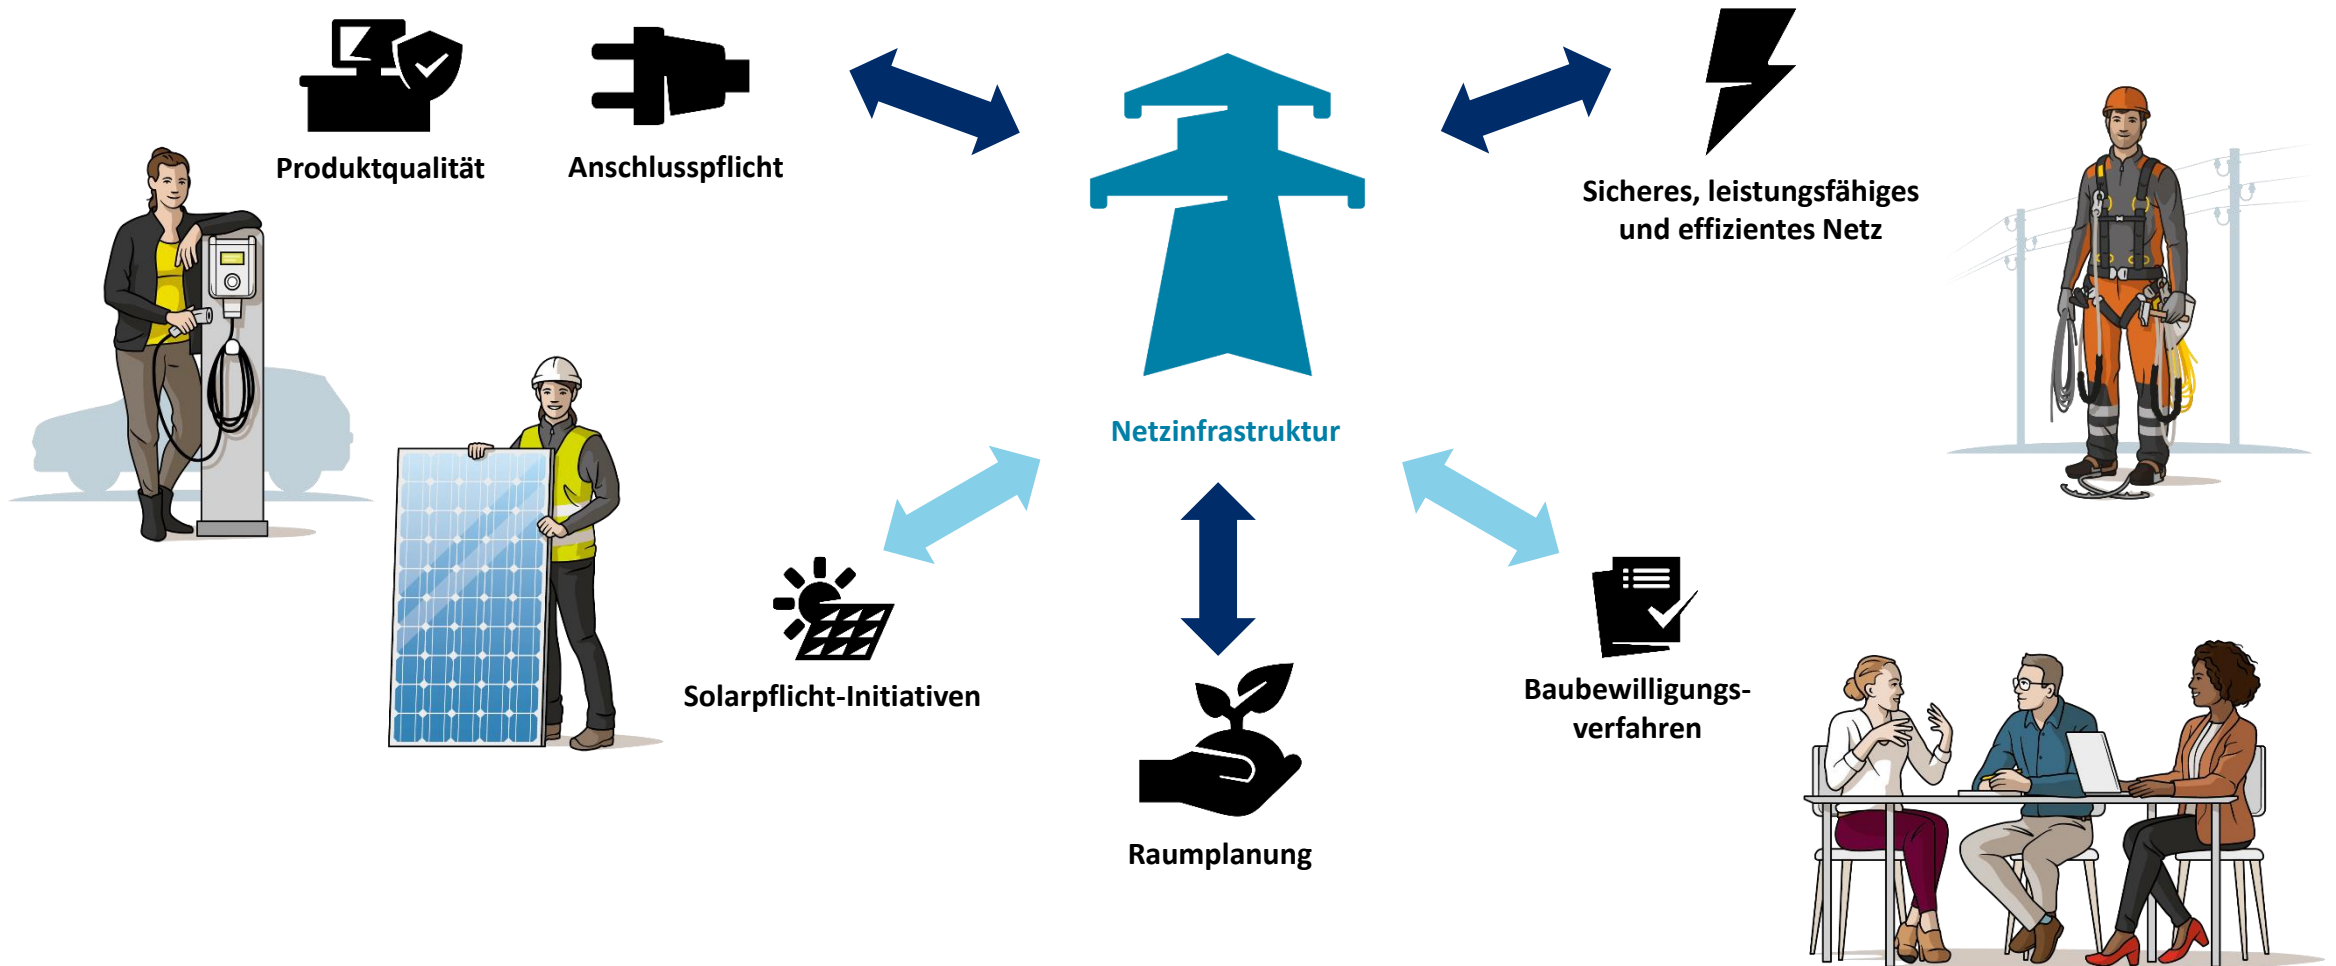 Produktqualität
Anschlusspflicht
Sicheres, leistungsfähiges
und effizientes Netz
Netzinfrastruktur
Solarpflicht-Initiativen
Baubewilligungs-
verfahren
Raumplanung